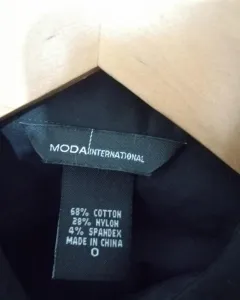 MODA INTERNATIONAL
68% COTTON
28% NYLON
4% SPANDEX
MADE IN CHINA
0